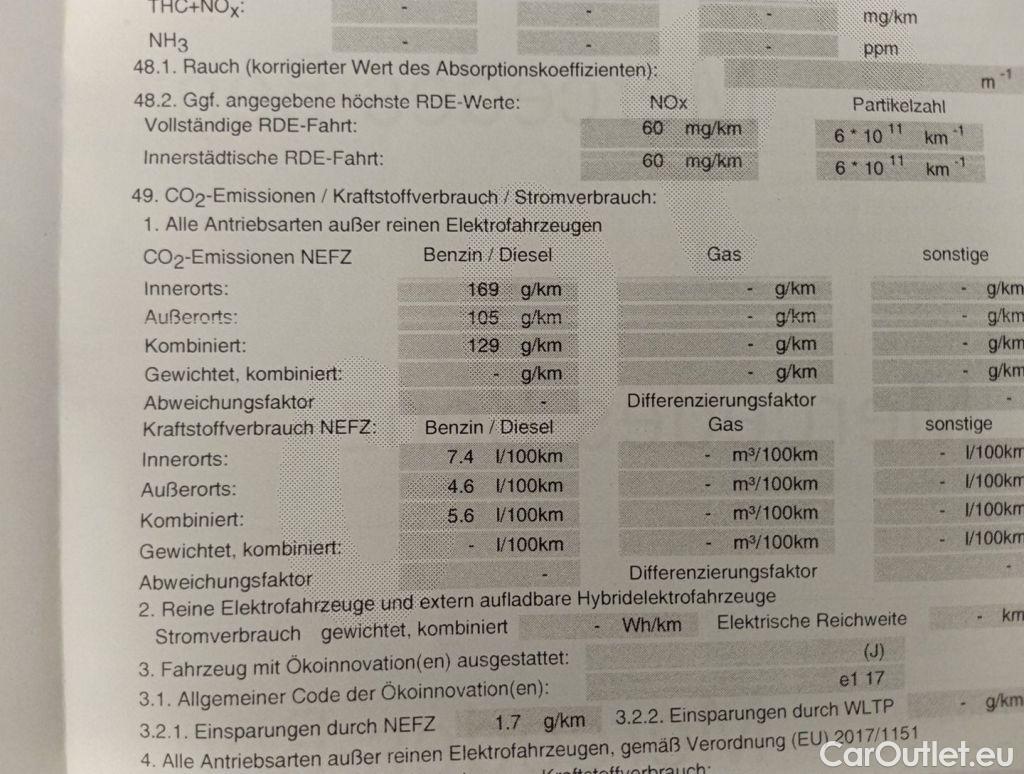 THC+NOx: - - - mg/km
NH3 - - - ppm
48.1. Rauch (korrigierter Wert des Absorptionskoeffizienten): m -1
48.2. Ggf. angegebene höchste RDE-Werte: NOx Partikelzahl
Vollständige RDE-Fahrt: 60 mg/km 6 * 10 11 km -1
Innerstädtische RDE-Fahrt: 60 mg/km 6 * 10 11 km -1
49. CO2-Emissionen / Kraftstoffverbrauch / Stromverbrauch:
1. Alle Antriebsarten außer reinen Elektrofahrzeugen
CO2-Emissionen NEFZ Benzin / Diesel Gas sonstige
Innerorts: 169 g/km - g/km - g/km
Außerorts: 105 g/km - g/km - g/km
Kombiniert: 129 g/km - g/km - g/km
Gewichtet, kombiniert: - g/km - g/km - g/km
Abweichungsfaktor - Differenzierungsfaktor -
Kraftstoffverbrauch NEFZ: Benzin / Diesel Gas sonstige
Innerorts: 7.4 l/100km - m³/100km - l/100km
Außerorts: 4.6 l/100km - m³/100km - l/100km
Kombiniert: 5.6 l/100km - m³/100km - l/100km
Gewichtet, kombiniert: - l/100km - m³/100km - l/100km
Abweichungsfaktor - Differenzierungsfaktor -
2. Reine Elektrofahrzeuge und extern aufladbare Hybridelektrofahrzeuge
Stromverbrauch gewichtet, kombiniert - Wh/km Elektrische Reichweite - km
3. Fahrzeug mit Ökoinnovation(en) ausgestattet: (J)
3.1. Allgemeiner Code der Ökoinnovation(en): e1 17
3.2.1. Einsparungen durch NEFZ 1.7 g/km 3.2.2. Einsparungen durch WLTP - g/km
4. Alle Antriebsarten außer reinen Elektrofahrzeugen, gemäß Verordnung (EU) 2017/1151
Kraftstoffverbrauch:
CarOutlet.eu